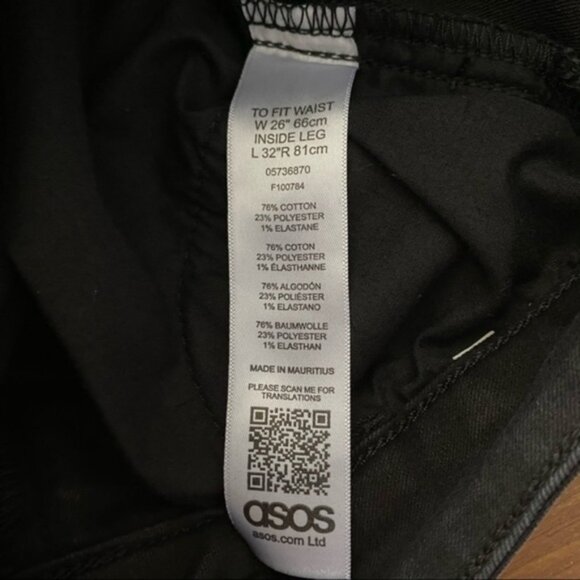 TO FIT WAIST
W 26" 66cm
INSIDE LEG
L 32"R 81cm
05736870
F100784
76% COTTON
23% POLYESTER
1% ELASTANE
76% COTON
23% POLYESTER
1% ÉLASTHANNE
76% ALGODÓN
23% POLIÉSTER
1% ELASTANO
76% BAUMWOLLE
23% POLYESTER
1% ELASTHAN
MADE IN MAURITIUS
PLEASE SCAN ME FOR
TRANSLATIONS
asos
asos.com Ltd